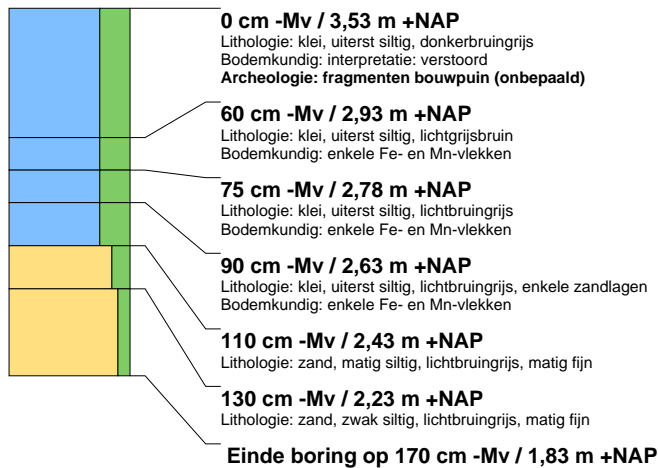 0 cm -Mv / 3,53 m +NAP
Lithologie: klei, uiterst siltig, donkerbruingrijs
Bodemkundig: interpretatie: verstoord
Archeologie: fragmenten bouwpuin (onbepaald)
60 cm -Mv / 2,93 m +NAP
Lithologie: klei, uiterst siltig, lichtgrijsbruin
Bodemkundig: enkele Fe- en Mn-vlekken
75 cm -Mv / 2,78 m +NAP
Lithologie: klei, uiterst siltig, lichtbruingrijs
Bodemkundig: enkele Fe- en Mn-vlekken
90 cm -Mv / 2,63 m +NAP
Lithologie: klei, uiterst siltig, lichtbruingrijs, enkele zandlagen
Bodemkundig: enkele Fe- en Mn-vlekken
110 cm -Mv / 2,43 m +NAP
Lithologie: zand, matig siltig, lichtbruingrijs, matig fijn
130 cm -Mv / 2,23 m +NAP
Lithologie: zand, zwak siltig, lichtbruingrijs, matig fijn
Einde boring op 170 cm -Mv / 1,83 m +NAP